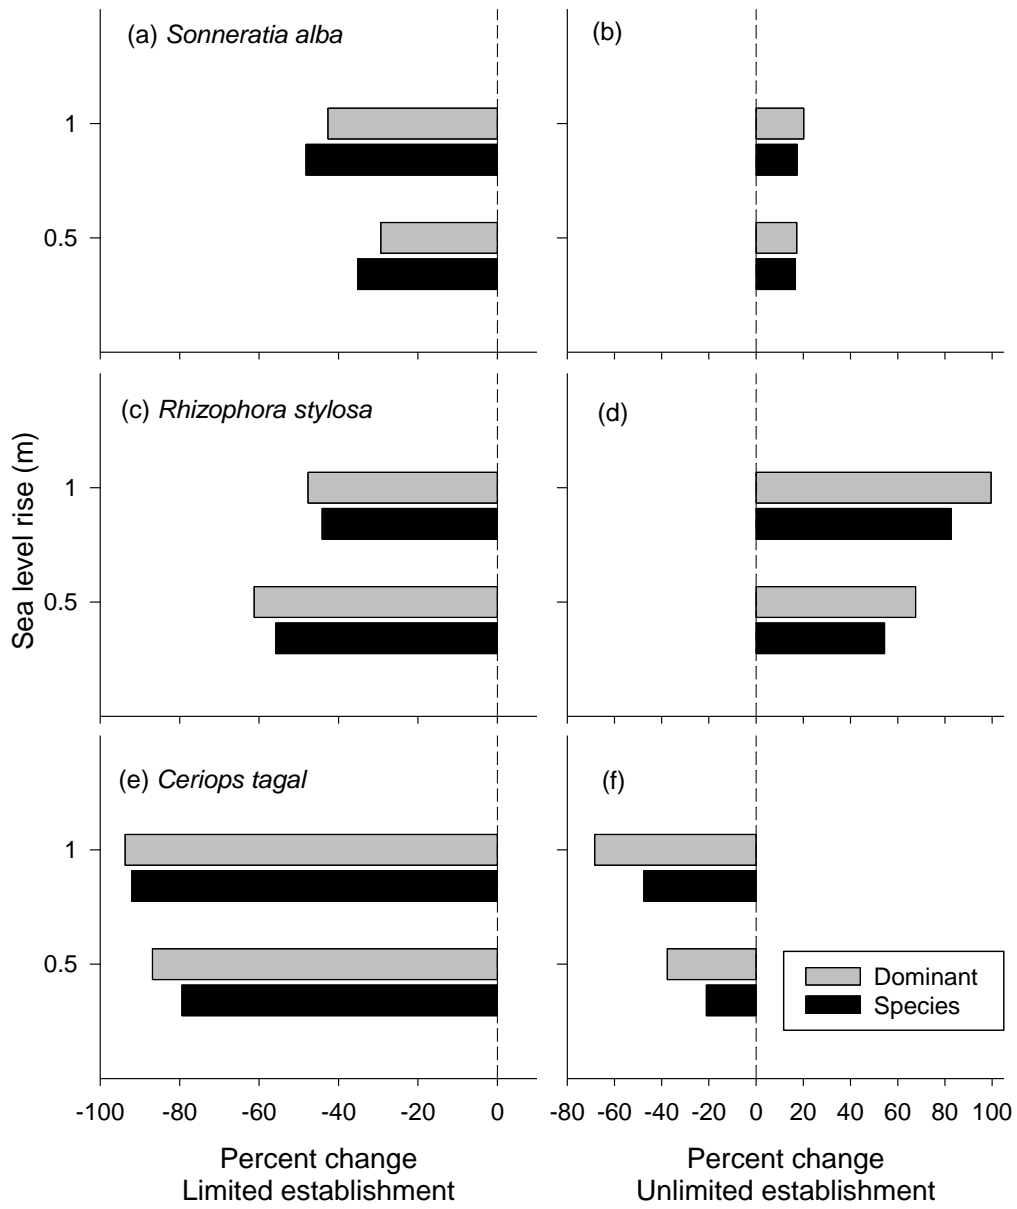 (a) Sonneratia alba
(b)
1
0.5
(c) Rhizophora stylosa
(d)
1
0.5
Sea level rise (m)
(e) Ceriops tagal
(f)
1
0.5
Dominant
Species
-100 -80 -60 -40 -20 0
-80 -60 -40 -20 0 20 40 60 80 100
Percent change
Limited establishment
Percent change
Unlimited establishment